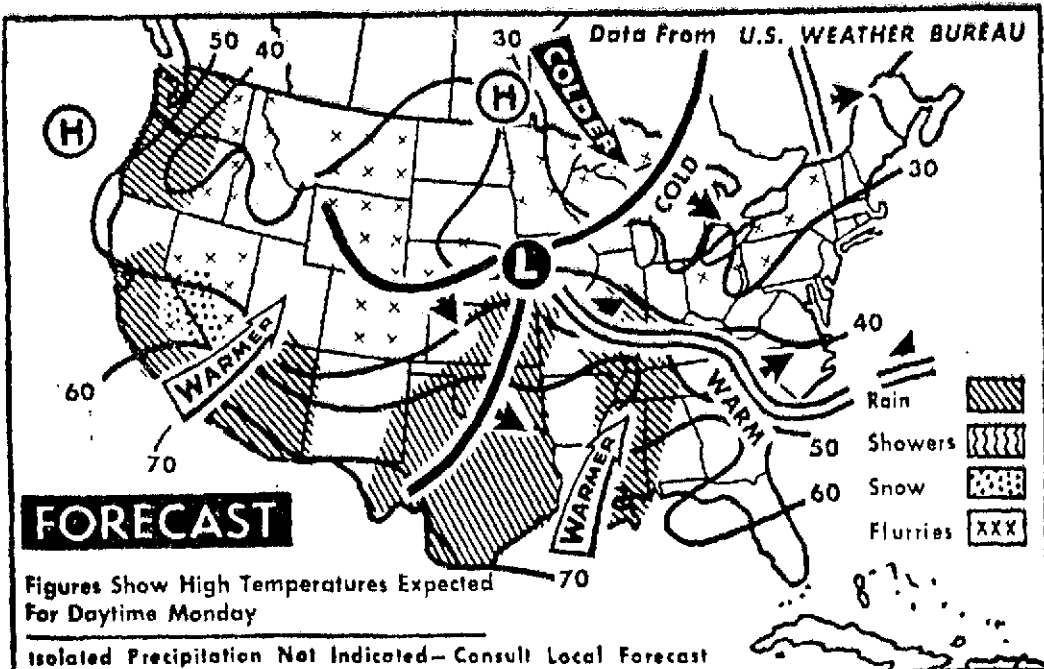 Data From U.S. WEATHER BUREAU
50
40
30
COLDER
H
H
COLD
30
L
WARMER
40
60
WARM
70
WARMER
50
60
70
Rain
Showers
Snow
Flurries XXX
FORECAST
Figures Show High Temperatures Expected
For Daytime Monday
Isolated Precipitation Not Indicated— Consult Local Forecast